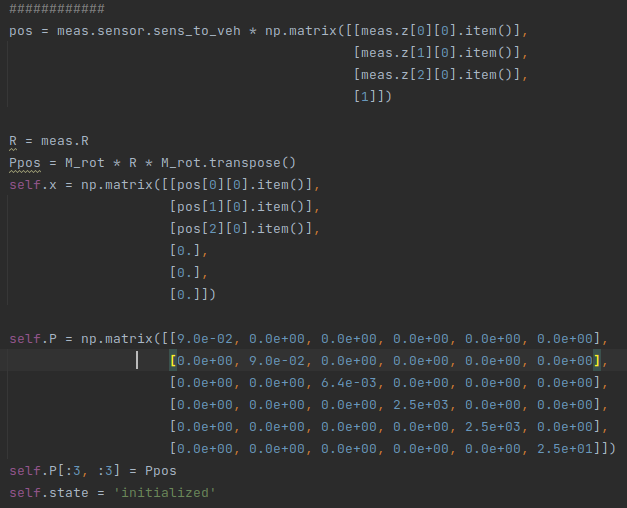 ############
pos = meas.sensor.sens_to_veh * np.matrix([[meas.z[0][0].item()],
[meas.z[1][0].item()],
[meas.z[2][0].item()],
[1]])
R = meas.R
Ppos = M_rot * R * M_rot.transpose()
self.x = np.matrix([[pos[0][0].item()],
[pos[1][0].item()],
[pos[2][0].item()],
[0.],
[0.],
[0.]])
self.P = np.matrix([[9.0e-02, 0.0e+00, 0.0e+00, 0.0e+00, 0.0e+00, 0.0e+00],
[0.0e+00, 9.0e-02, 0.0e+00, 0.0e+00, 0.0e+00, 0.0e+00],
[0.0e+00, 0.0e+00, 6.4e-03, 0.0e+00, 0.0e+00, 0.0e+00],
[0.0e+00, 0.0e+00, 0.0e+00, 2.5e+03, 0.0e+00, 0.0e+00],
[0.0e+00, 0.0e+00, 0.0e+00, 0.0e+00, 2.5e+03, 0.0e+00],
[0.0e+00, 0.0e+00, 0.0e+00, 0.0e+00, 0.0e+00, 2.5e+01]])
self.P[:3, :3] = Ppos
self.state = 'initialized'